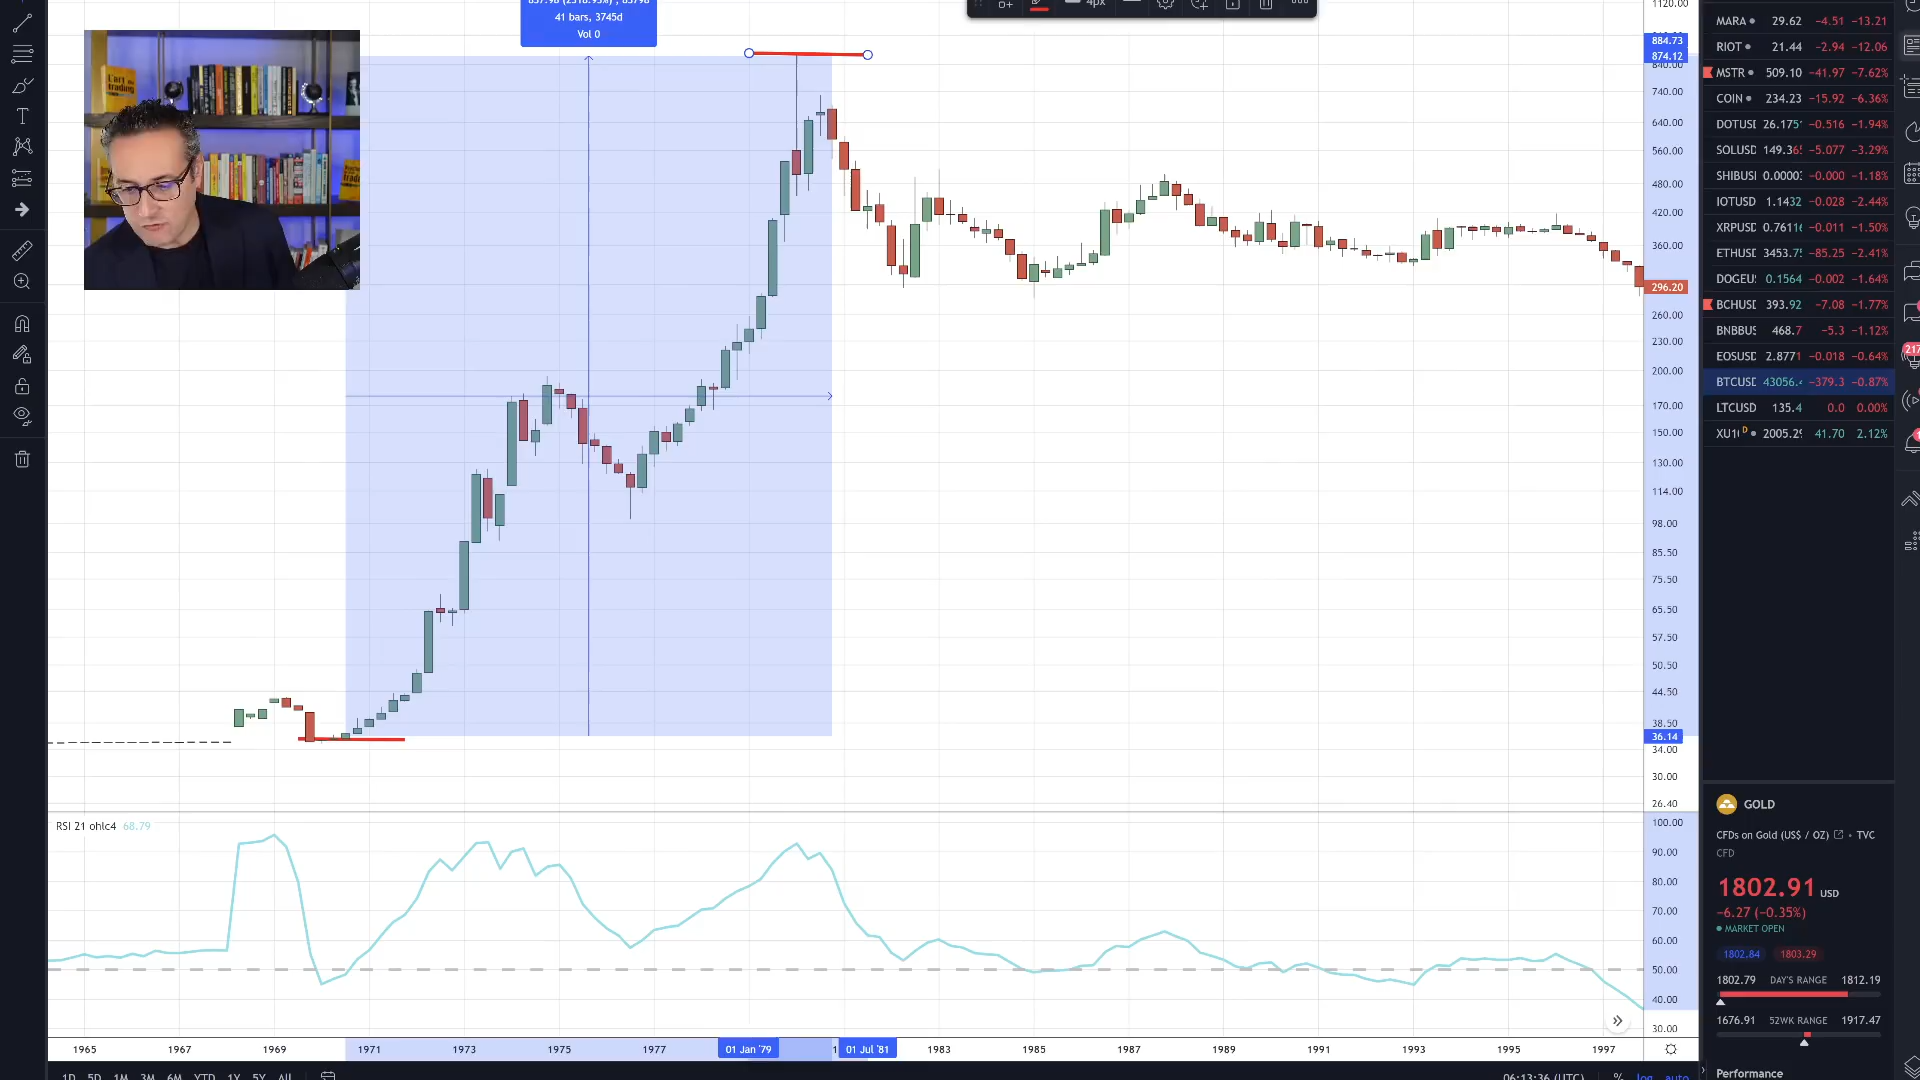 41 bars, 3745d
Vol 0
4px
L'art
trading
1120.00
884.73
874.12
840.00
740.00
640.00
560.00
480.00
420.00
360.00
296.20
260.00
230.00
200.00
170.00
150.00
130.00
114.00
98.00
85.50
75.50
65.50
57.50
50.50
44.50
38.50
36.14
34.00
30.00
26.40
RSI 21 ohlc4 68.79
100.00
90.00
80.00
70.00
60.00
50.00
40.00
30.00
1965 1967 1969 1971 1973 1975 1977 01 Jan '79 01 Jul '81 1983 1985 1987 1989 1991 1993 1995 1997
1D 5D 1M 3M 6M YTD 1Y 5Y All
06:13:36 (UTC) % log auto
MARA 29.62 −4.51 −13.21
RIOT 21.44 −2.94 −12.06
MSTR 509.10 −41.97 −7.62%
COIN 234.23 −15.92 −6.36%
DOTUSD 26.175 −0.516 −1.94%
SOLUSD 149.365 −5.077 −3.29%
SHIBUSD 0.00003 −0.000 −1.18%
IOTUSD 1.1432 −0.028 −2.44%
XRPUSD 0.76116 −0.011 −1.50%
ETHUSD 3453.75 −85.25 −2.41%
DOGEUS 0.1564 −0.002 −1.64%
BCHUSD 393.92 −7.08 −1.77%
BNBBUS 468.7 −5.3 −1.12%
EOSUSD 2.8771 −0.018 −0.64%
BTCUSD 43056.4 −379.3 −0.87%
LTCUSD 135.4 0.0 0.00%
XU1 D 2005.29 41.70 2.12%
217
GOLD
CFDs on Gold (US$ / OZ) • TVC
CFD
1802.91 USD
−6.27 (−0.35%)
MARKET OPEN
1802.84 1803.29
1802.79 DAY'S RANGE 1812.19
1676.91 52WK RANGE 1917.47
Performance